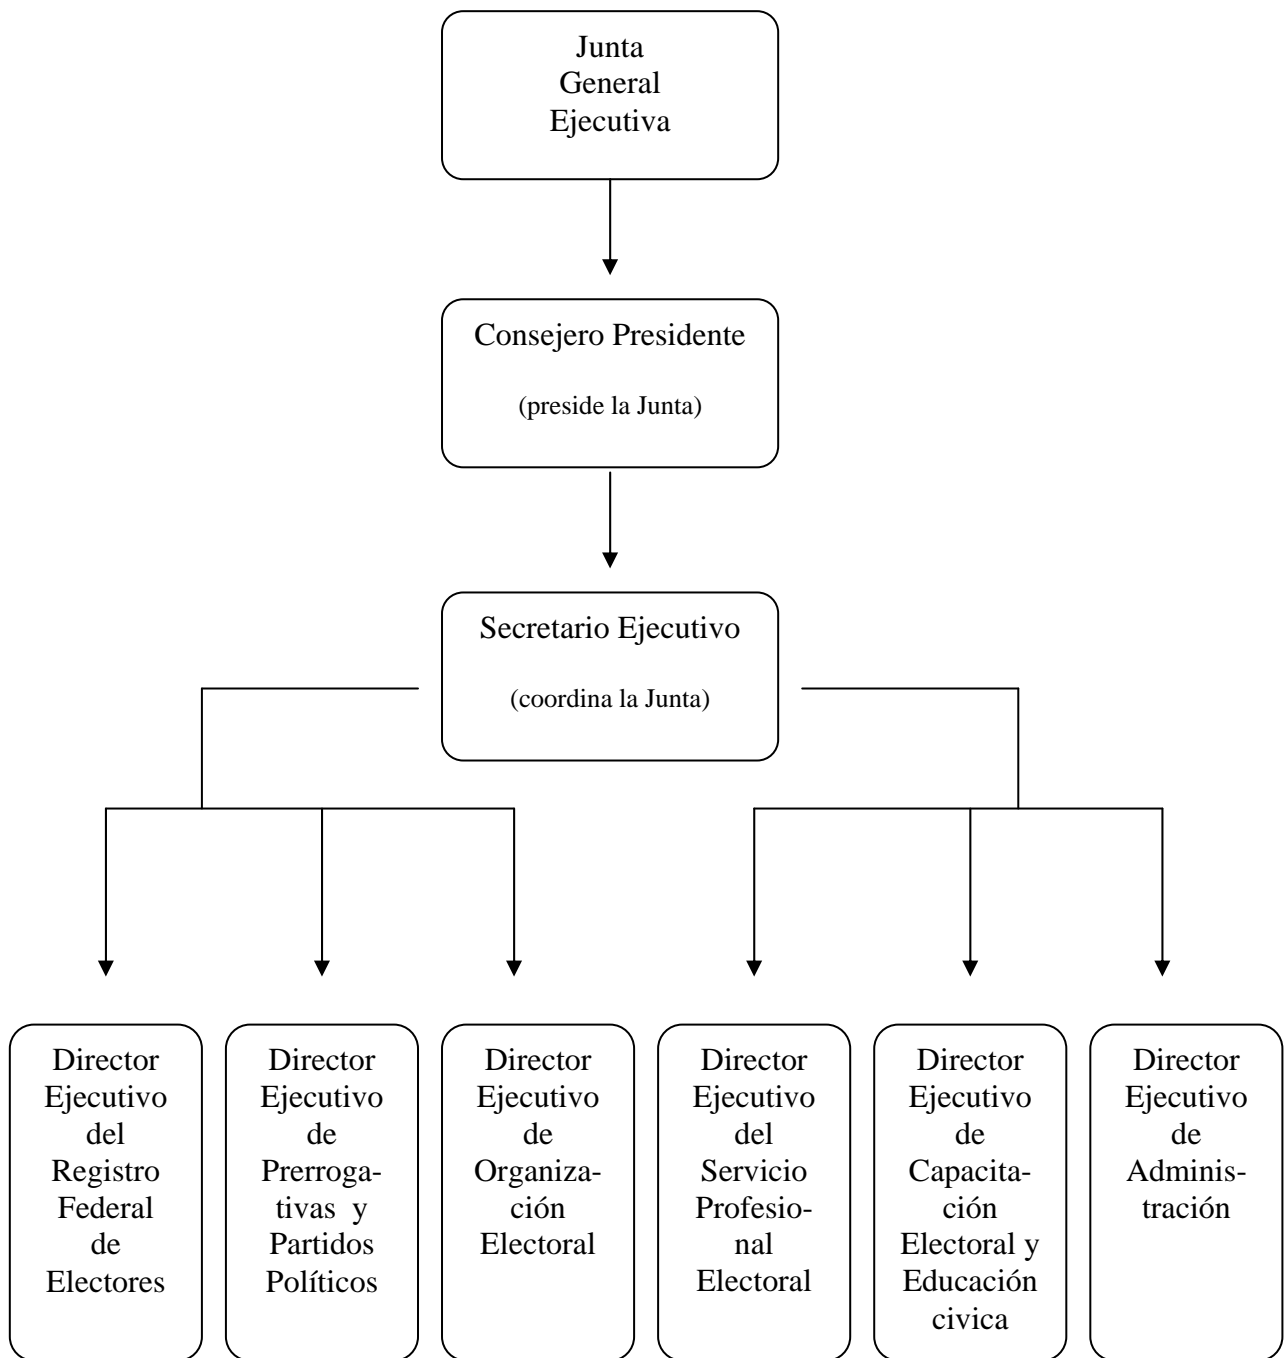 Junta
General
Ejecutiva
Consejero Presidente
(preside la Junta)
Secretario Ejecutivo
(coordina la Junta)
Director
Ejecutivo
del
Registro
Federal
de
Electores
Director
Ejecutivo
de
Prerroga-
tivas y
Partidos
Políticos
Director
Ejecutivo
de
Organiza-
ción
Electoral
Director
Ejecutivo
del
Servicio
Profesio-
nal
Electoral
Director
Ejecutivo
de
Capacita-
ción
Electoral y
Educación
civica
Director
Ejecutivo
de
Adminis-
tración